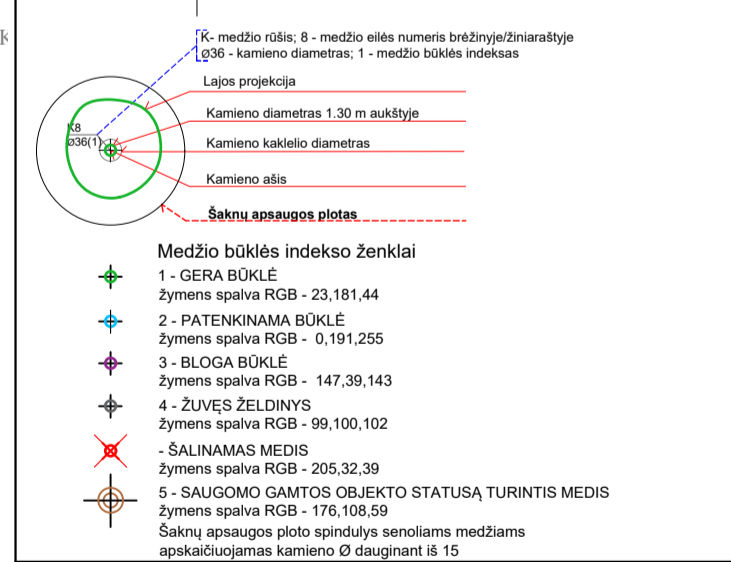 K- medžio rūšis; 8 - medžio eilės numeris brėžinyje/žiniaraštyje
Ø36 - kamieno diametras; 1 - medžio būklės indeksas
Lajos projekcija
Kamieno diametras 1.30 m aukštyje
K8
Ø36(1)
Kamieno kaklelio diametras
Kamieno ašis
Šaknų apsaugos plotas
Medžio būklės indekso ženklai
1 - GERA BŪKLĖ
žymens spalva RGB - 23,181,44
2 - PATENKINAMA BŪKLĖ
žymens spalva RGB - 0,191,255
3 - BLOGA BŪKLĖ
žymens spalva RGB - 147,39,143
4 - ŽUVĘS ŽELDINYS
žymens spalva RGB - 99,100,102
- ŠALINAMAS MEDIS
žymens spalva RGB - 205,32,39
5 - SAUGOMO GAMTOS OBJEKTO STATUSĄ TURINTIS MEDIS
žymens spalva RGB - 176,108,59
Šaknų apsaugos ploto spindulys senoliams medžiams
apskaičiuojamas kamieno Ø dauginant iš 15